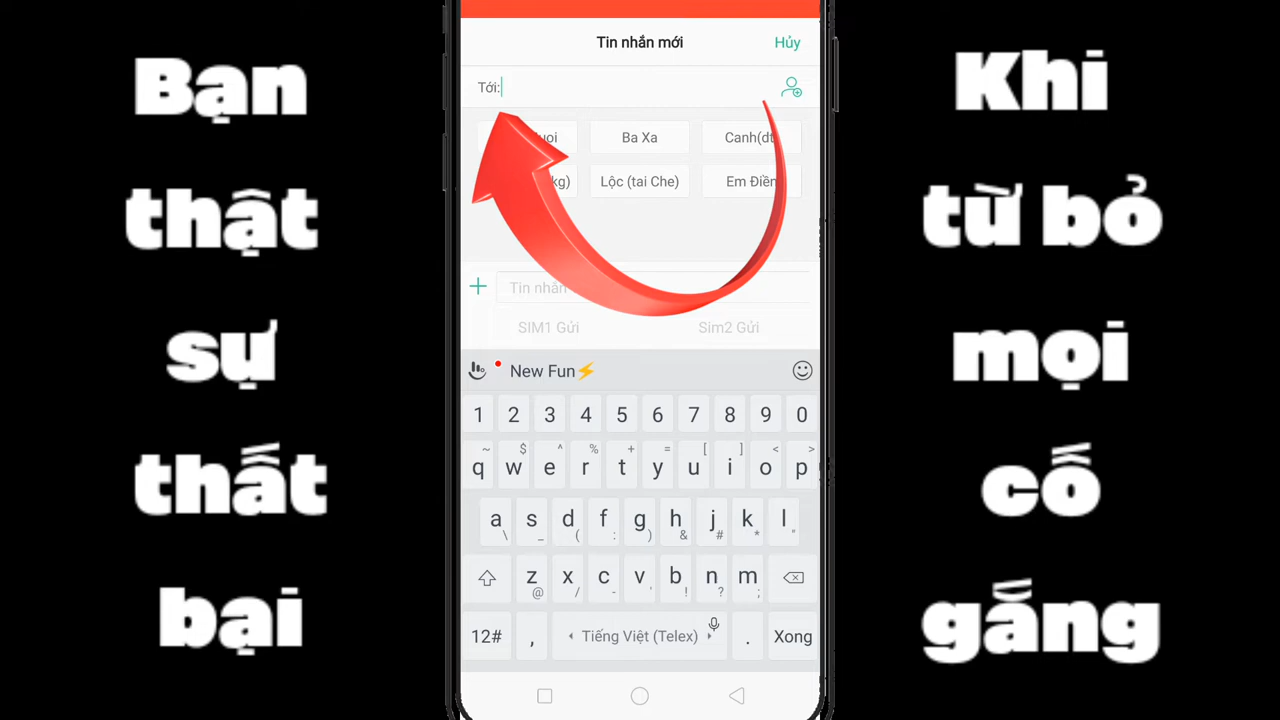 Bạn
thật
sự
thất
bại
Tin nhắn mới
Hủy
Tới:
Ba Xa
Lộc (tai Che)
Em Điền
Tin nhắn
SIM1 Gửi
Sim2 Gửi
New Fun⚡
1 2 3 4 5 6 7 8 9 0
~ $ ^ % + = [ ] < >
q w e r t y u i o p
a s d f g h j k l
\ _ ( : ) & # * "
z x c v b n m
@ / - ' ! ? ;
12# , Tiếng Việt (Telex) . Xong
Khi
từ bỏ
mọi
cố
gắng